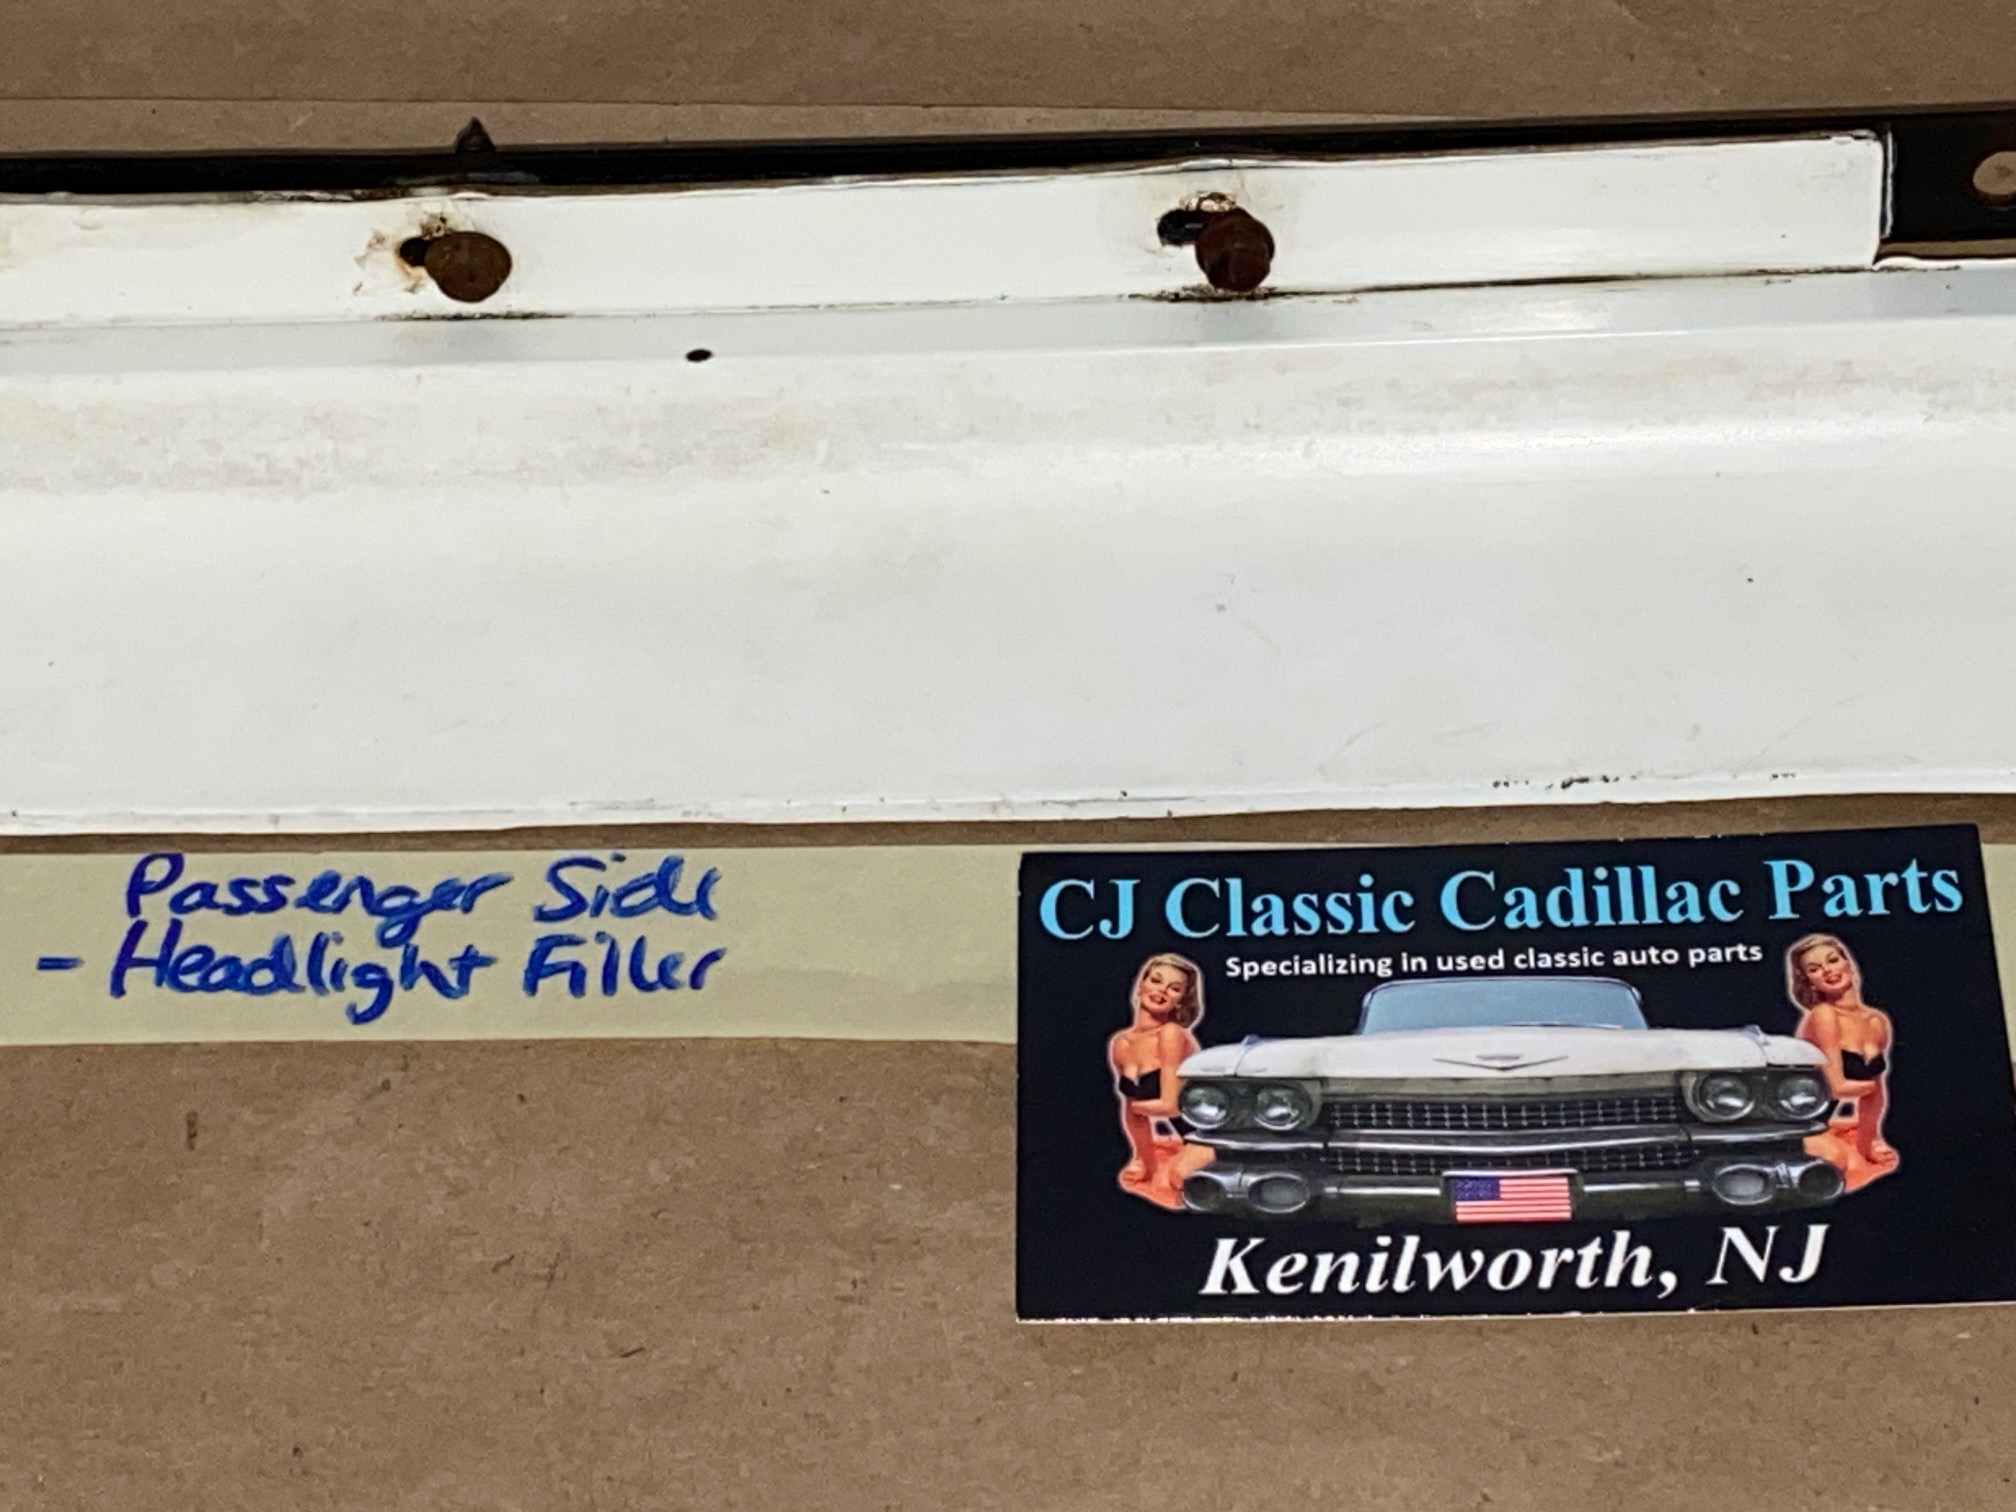 Passenger Side
- Headlight Filler
CJ Classic Cadillac Parts
Specializing in used classic auto parts
Kenilworth, NJ